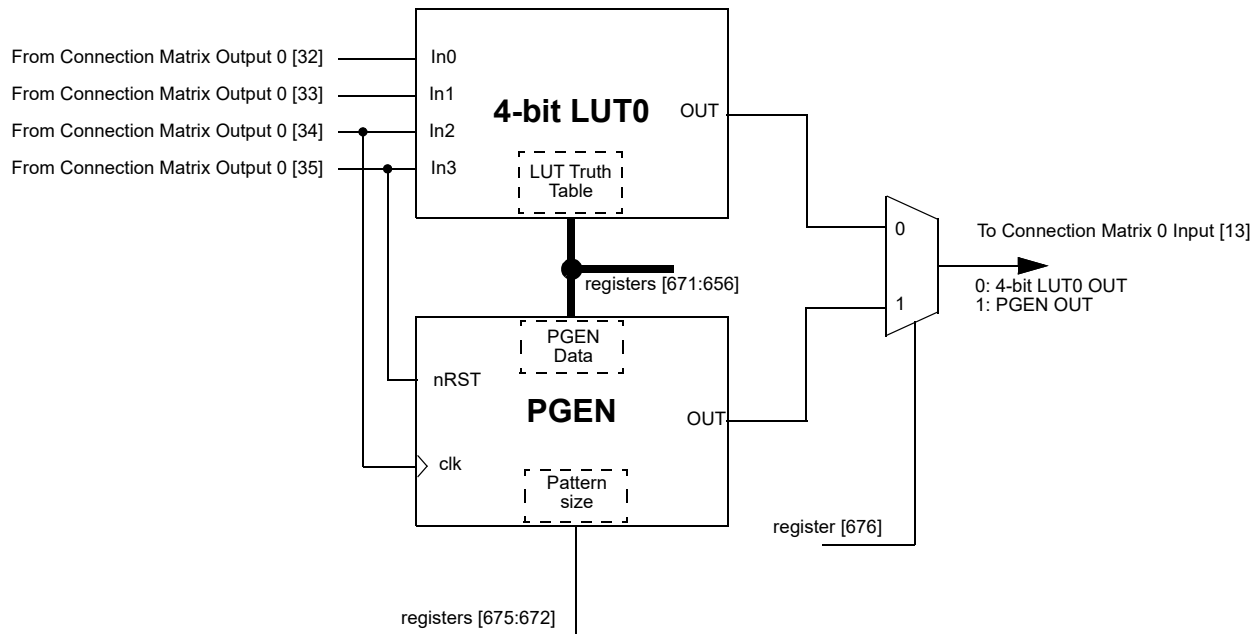 From Connection Matrix Output 0 [32]
In0
From Connection Matrix Output 0 [33]
In1
4-bit LUT0
OUT
From Connection Matrix Output 0 [34]
In2
From Connection Matrix Output 0 [35]
In3
LUT Truth
Table
0
To Connection Matrix 0 Input [13]
registers [671:656]
0: 4-bit LUT0 OUT
1
1: PGEN OUT
PGEN
Data
nRST
PGEN
OUT
clk
Pattern
size
register [676]
registers [675:672]